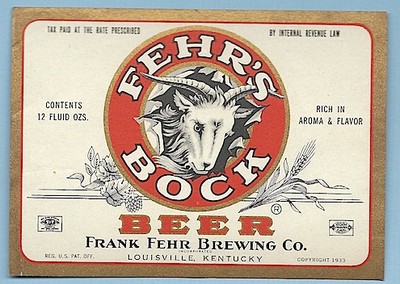 TAX PAID AT THE RATE PRESCRIBED
BY INTERNAL REVENUE LAW
FEHR'S
CONTENTS
12 FLUID OZS.
RICH IN
AROMA & FLAVOR
BOCK
®
BEER
FRANK FEHR BREWING CO.
INCORPORATED
REG. U.S. PAT. OFF.
LOUISVILLE, KENTUCKY
COPYRIGHT 1933